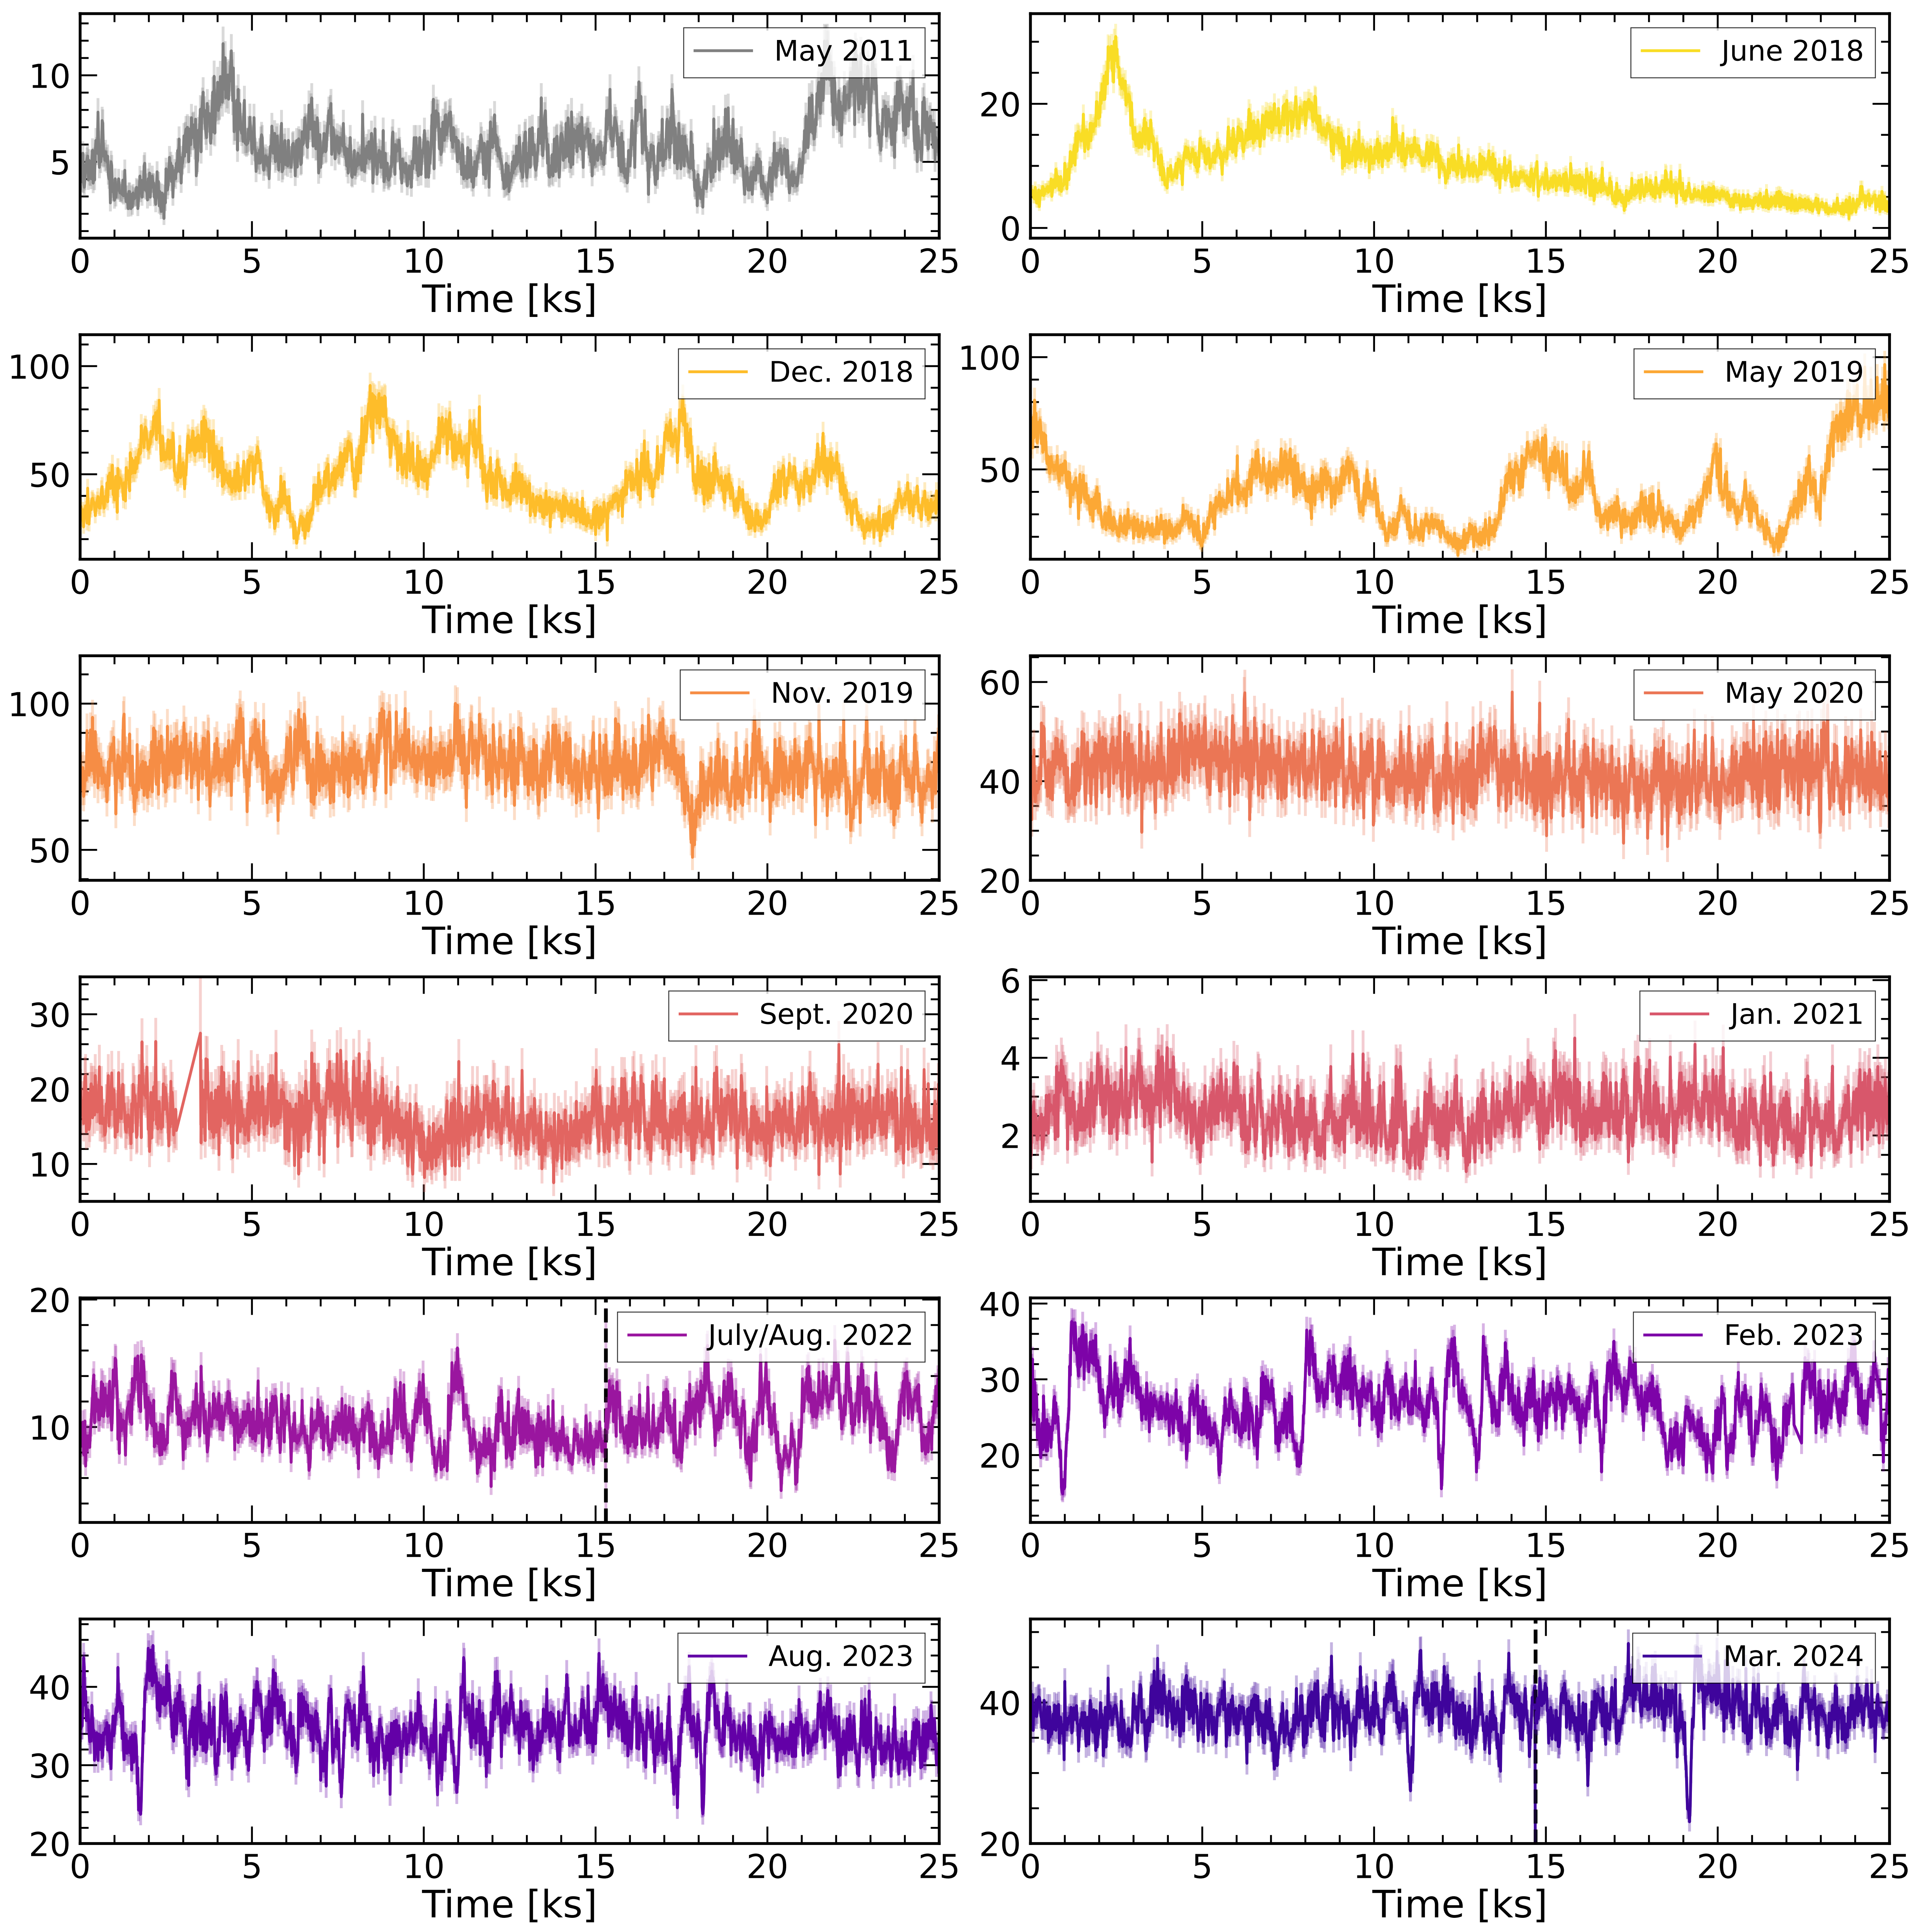 May 2011
10
5
0 5 10 15 20 25
Time [ks]
June 2018
20
0
0 5 10 15 20 25
Time [ks]
Dec. 2018
100
50
0 5 10 15 20 25
Time [ks]
May 2019
100
50
0 5 10 15 20 25
Time [ks]
Nov. 2019
100
50
0 5 10 15 20 25
Time [ks]
May 2020
60
40
20
0 5 10 15 20 25
Time [ks]
Sept. 2020
30
20
10
0 5 10 15 20 25
Time [ks]
Jan. 2021
6
4
2
0 5 10 15 20 25
Time [ks]
July/Aug. 2022
20
10
0 5 10 15 20 25
Time [ks]
Feb. 2023
40
30
20
0 5 10 15 20 25
Time [ks]
Aug. 2023
40
30
20
0 5 10 15 20 25
Time [ks]
Mar. 2024
40
20
0 5 10 15 20 25
Time [ks]